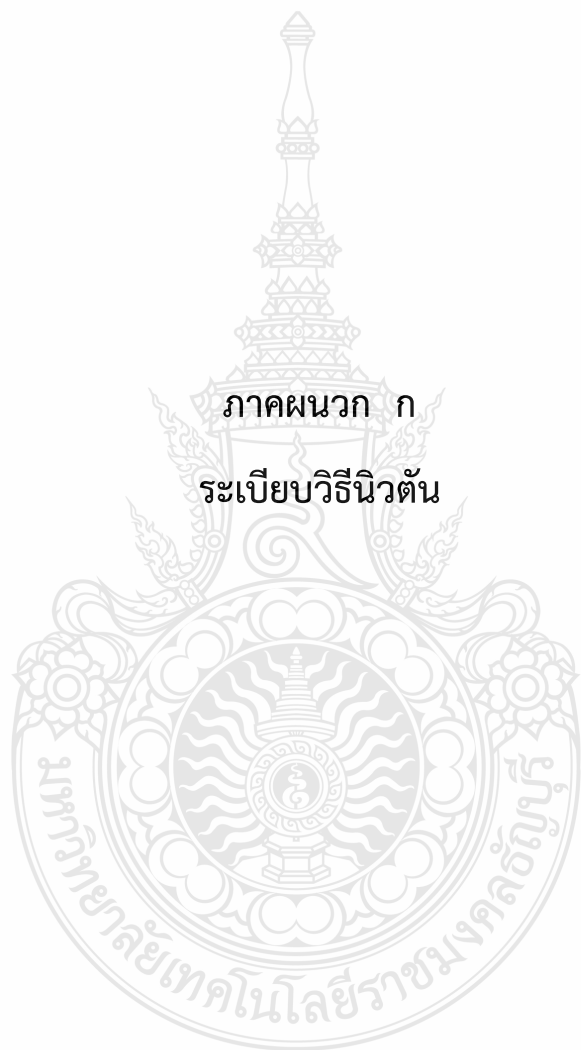 ภาคผนวก ก
ระเบียบวิธีนิวตัน
มหาวิทยาลัยเทคโนโลยีราชมงคลธัญบุรี